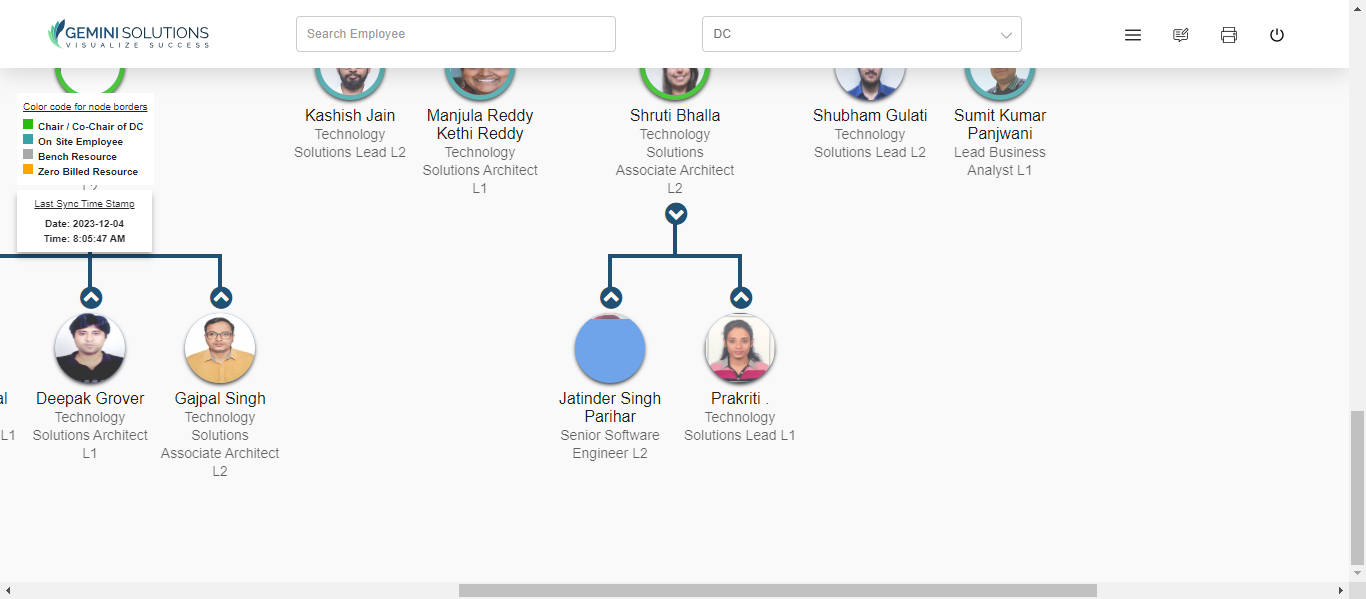 GEMINI SOLUTIONS
VISUALIZE SUCCESS
Search Employee
DC
Color code for node borders
Chair / Co-Chair of DC
On Site Employee
Bench Resource
Zero Billed Resource
L2
Last Sync Time Stamp
Date: 2023-12-04
Time: 8:05:47 AM
Kashish Jain
Technology
Solutions Lead L2
Manjula Reddy
Kethi Reddy
Technology
Solutions Architect
L1
Shruti Bhalla
Technology
Solutions
Associate Architect
L2
Shubham Gulati
Technology
Solutions Lead L2
Sumit Kumar
Panjwani
Lead Business
Analyst L1
al
L1
Deepak Grover
Technology
Solutions Architect
L1
Gajpal Singh
Technology
Solutions
Associate Architect
L2
Jatinder Singh
Parihar
Senior Software
Engineer L2
Prakriti .
Technology
Solutions Lead L1